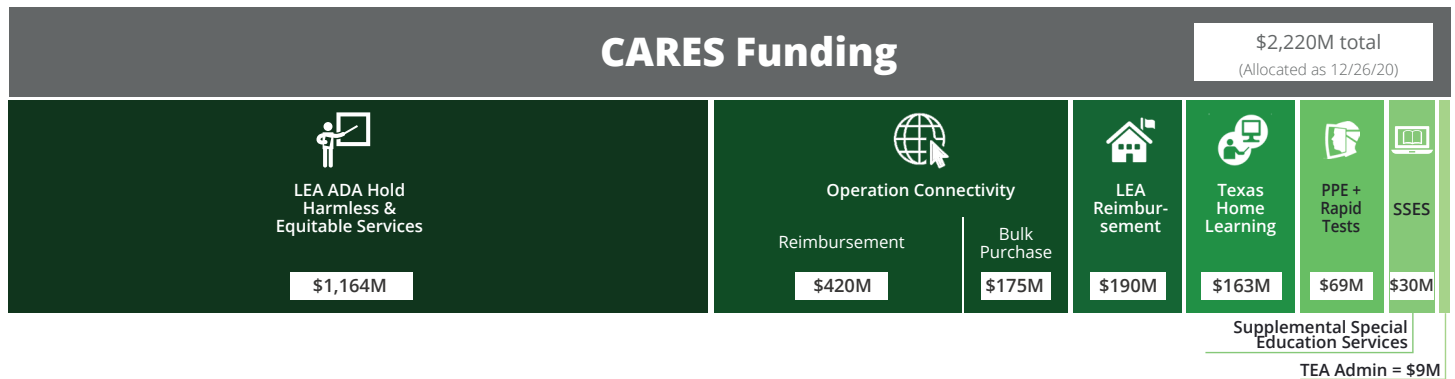 CARES Funding
$2,220M total
(Allocated as 12/26/20)
LEA ADA Hold
Harmless &
Equitable Services
$1,164M
Operation Connectivity
Reimbursement
$420M
Bulk
Purchase
$175M
LEA
Reimbur-
sement
$190M
Texas
Home
Learning
$163M
PPE +
Rapid
Tests
$69M
SSES
$30M
Supplemental Special
Education Services
TEA Admin = $9M